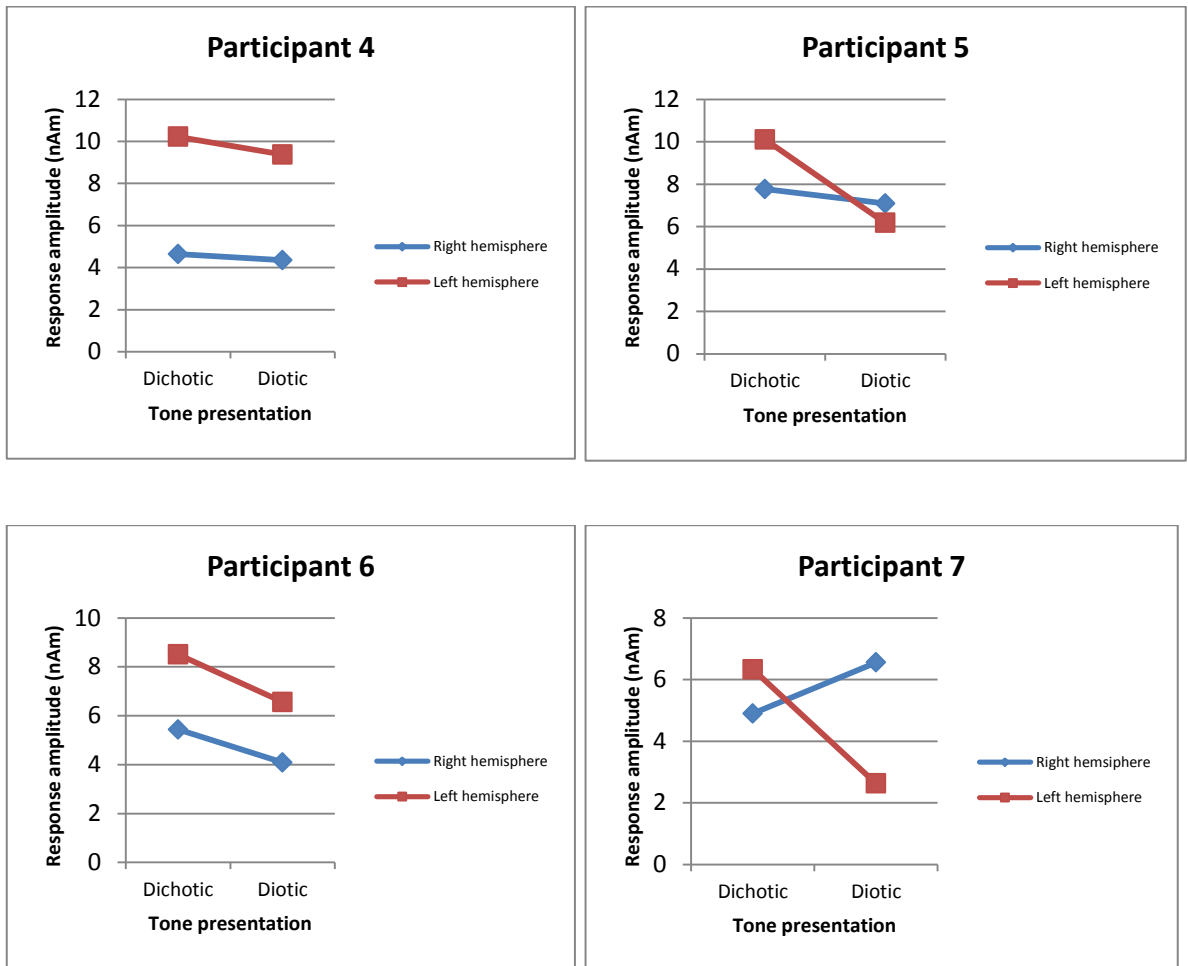 Participant 4
Response amplitude (nAm)
12
10
8
6
4
2
0
Dichotic Diotic
Tone presentation
Right hemisphere
Left hemisphere
Participant 5
Response amplitude (nAm)
12
10
8
6
4
2
0
Dichotic Diotic
Tone presentation
Right hemisphere
Left hemisphere
Participant 6
Response amplitude (nAm)
10
8
6
4
2
0
Dichotic Diotic
Tone presentation
Right hemisphere
Left hemisphere
Participant 7
Response amplitude (nAm)
8
6
4
2
0
Dichotic Diotic
Tone presentation
Right hemsiphere
Left hemisphere